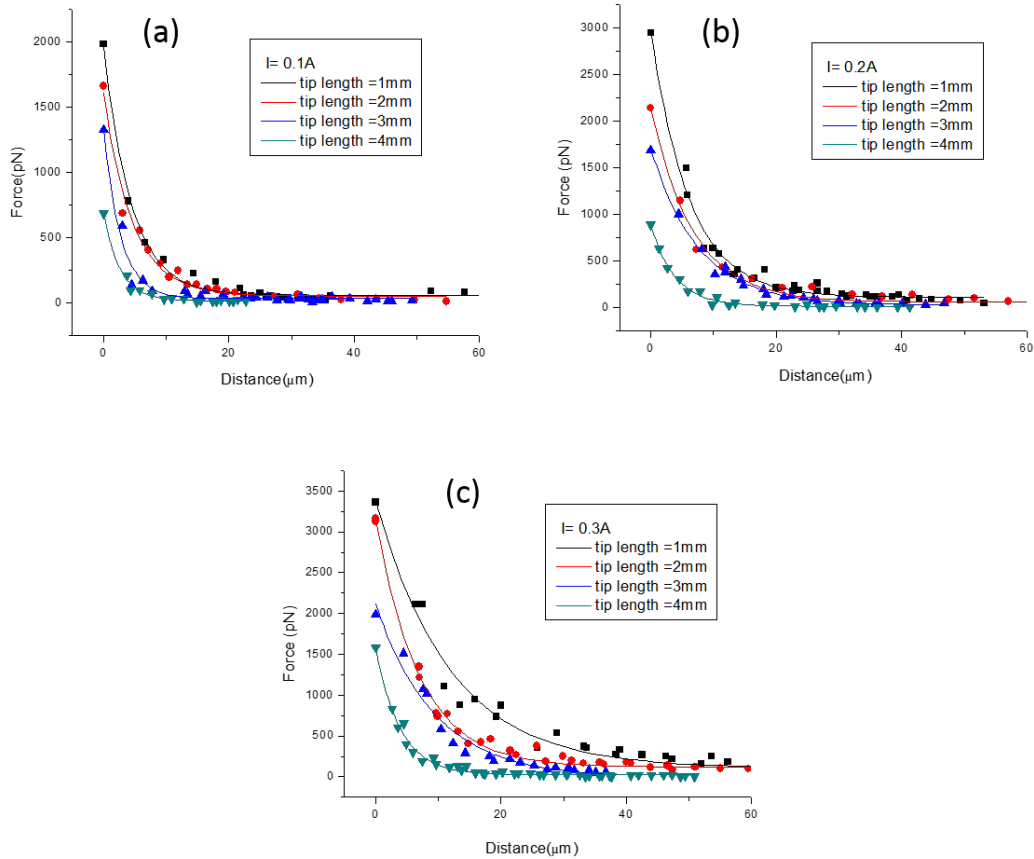 (a)
I= 0.1A
tip length =1mm
tip length =2mm
tip length =3mm
tip length =4mm
Force(pN)
2000
1500
1000
500
0
0 20 40 60
Distance(μm)
(b)
I= 0.2A
tip length =1mm
tip length =2mm
tip length =3mm
tip length =4mm
Force (pN)
3000
2500
2000
1500
1000
500
0
0 20 40 60
Distance(μm)
(c)
I= 0.3A
tip length =1mm
tip length =2mm
tip length =3mm
tip length =4mm
Force (pN)
3500
3000
2500
2000
1500
1000
500
0
0 20 40 60
Distance(μm)